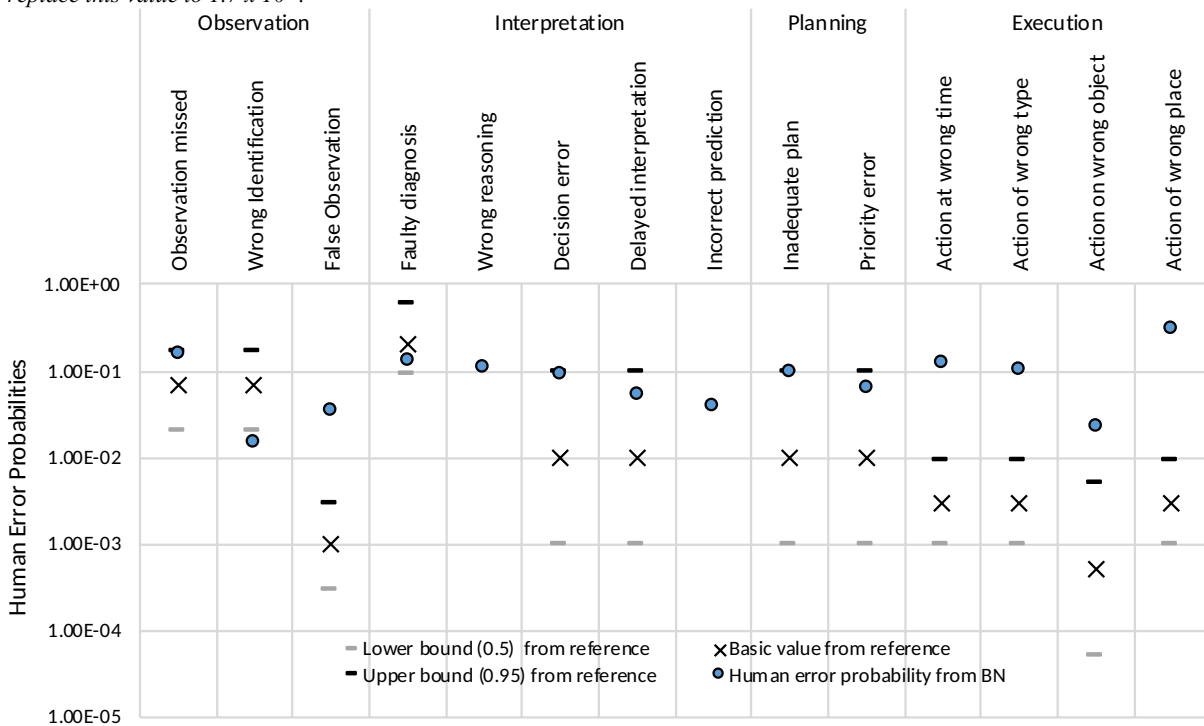 replace this value to 1.7 x 10
Observation Interpretation Planning Execution
Observation missed
Wrong Identification
False Observation
Faulty diagnosis
Wrong reasoning
Decision error
Delayed interpretation
Incorrect prediction
Inadequate plan
Priority error
Action at wrong time
Action of wrong type
Action on wrong object
Action of wrong place
Human Error Probabilities
1.00E+00
1.00E-01
1.00E-02
1.00E-03
1.00E-04
1.00E-05
Lower bound (0.5) from reference
Basic value from reference
Upper bound (0.95) from reference
Human error probability from BN